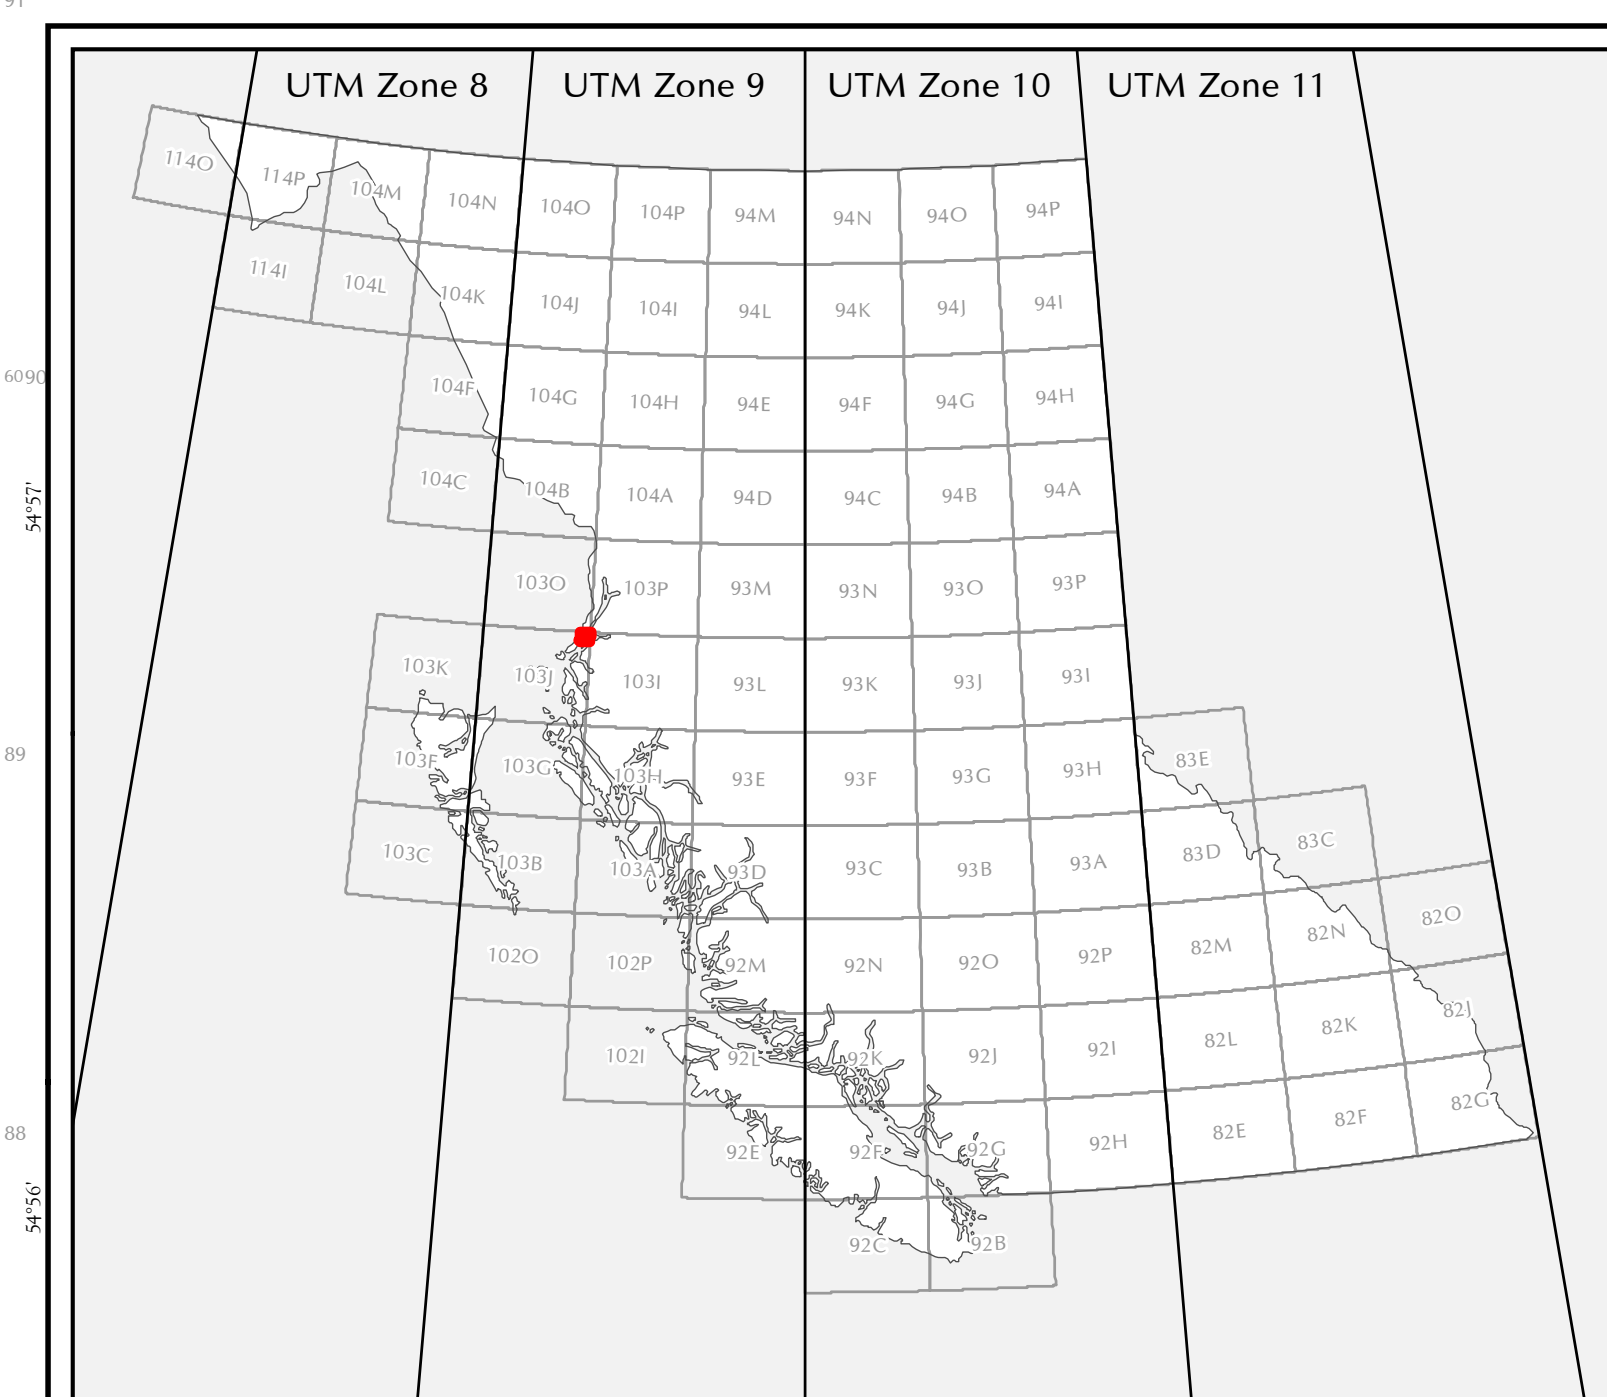 91
UTM Zone 8 UTM Zone 9 UTM Zone 10 UTM Zone 11
114O 114P 104M 104N 104O 104P 94M 94N 94O 94P
114I 104L 104K 104J 104I 94L 94K 94J 94I
6090
104F 104G 104H 94E 94F 94G 94H
54°57'
104C 104B 104A 94D 94C 94B 94A
103O 103P 93M 93N 93O 93P
103K 103J 103I 93L 93K 93J 93I
89
103F 103G 103H 93E 93F 93G 93H 83E
103C 103B 103A 93D 93C 93B 93A 83D 83C
102O 102P 92M 92N 92O 92P 82M 82N 82O
102I 92L 92K 92J 92I 82L 82K 82J
88
92E 92F 92G 92H 82E 82F 82G
54°56'
92C 92B